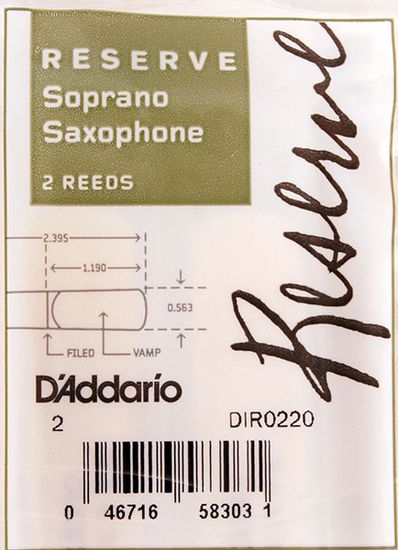 RESERVE
Soprano
Saxophone
2 REEDS
Reserve
2.395
1.190
0.563
FILED VAMP
D'Addario
2 DIR0220
0 46716 58303 1